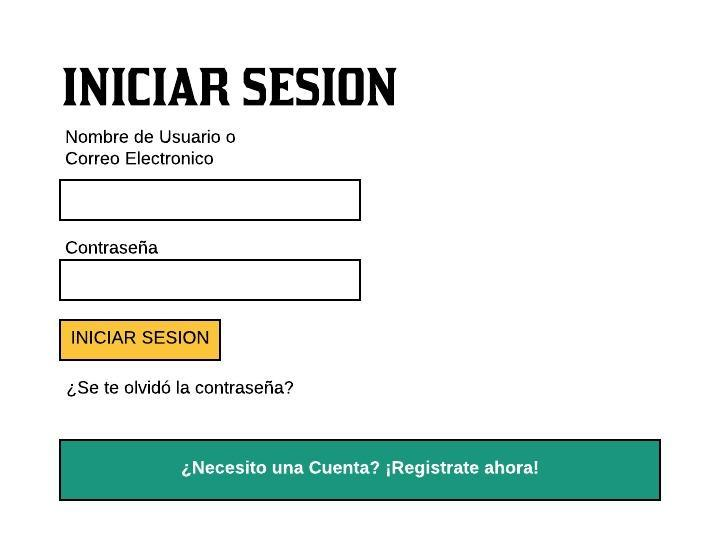 INICIAR SESION
Nombre de Usuario o
Correo Electronico
Contraseña
INICIAR SESION
¿Se te olvidó la contraseña?
¿Necesito una Cuenta? ¡Registrate ahora!